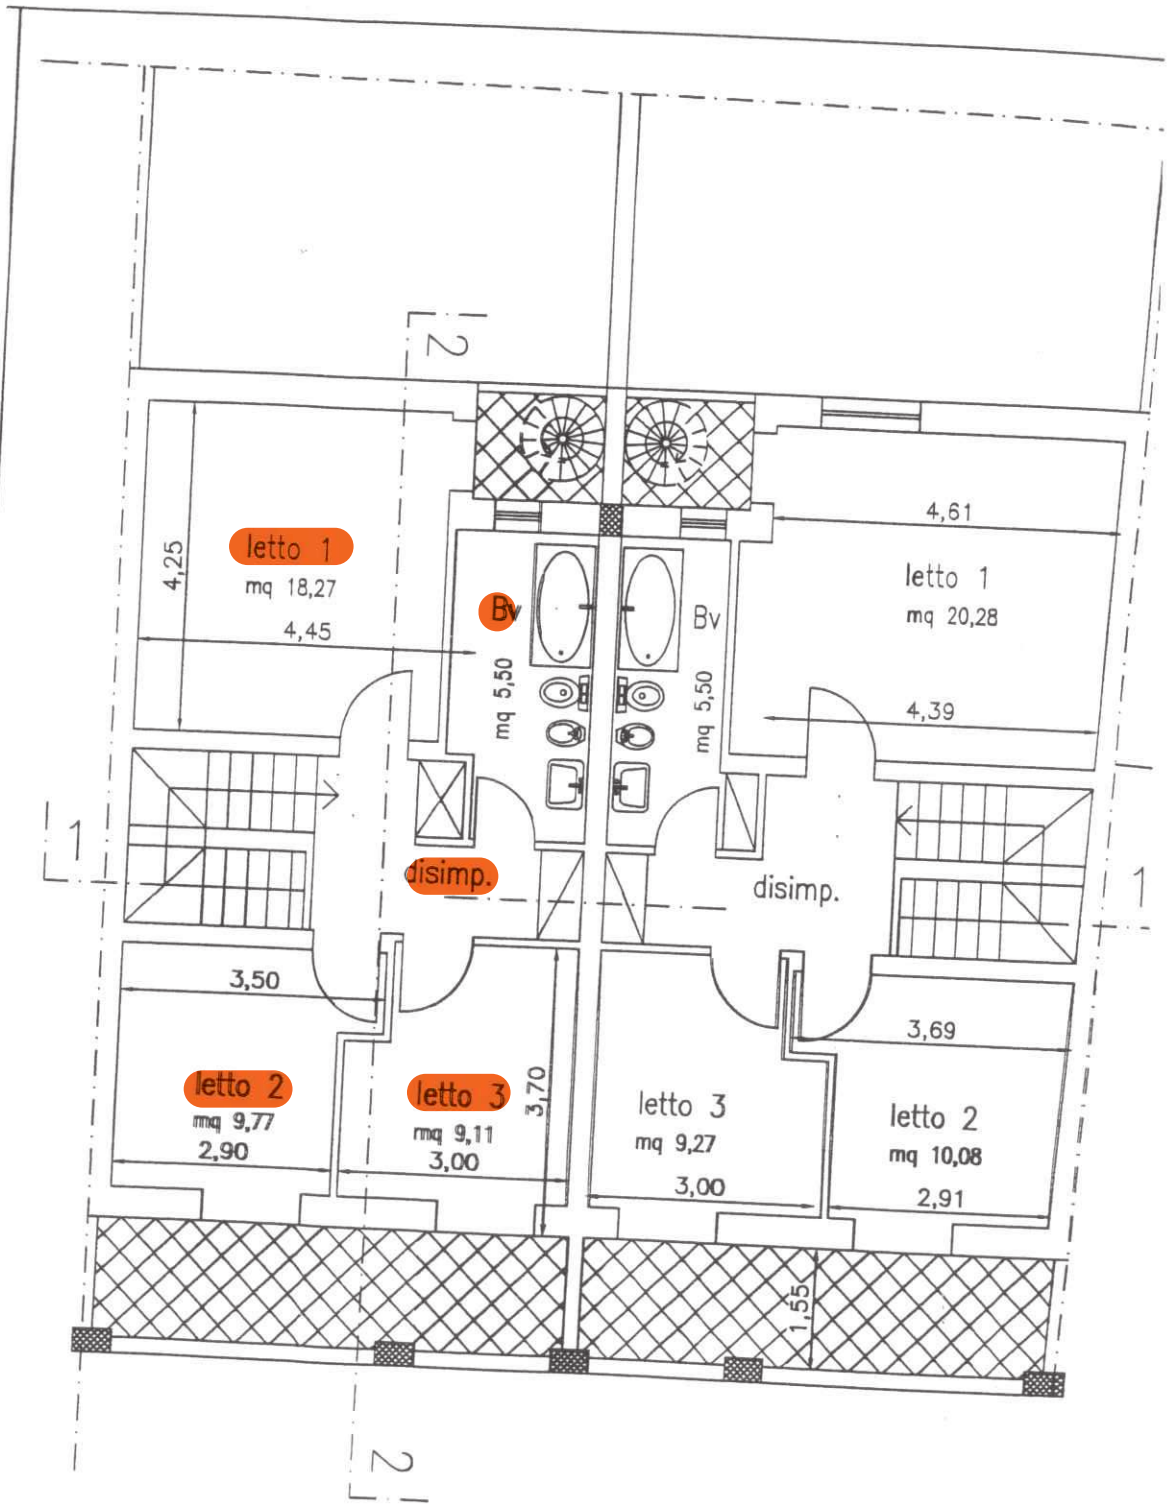 2
4,61
letto 1
mq 18,27
4,25
4,45
letto 1
mq 20,28
Bv
mq 5,50
Bv
mq 5,50
4,39
1
disimp.
disimp.
1
3,50
3,69
letto 2
mq 9,77
2,90
letto 3
mq 9,11
3,00
3,70
letto 3
mq 9,27
3,00
letto 2
mq 10,08
2,91
1,55
2